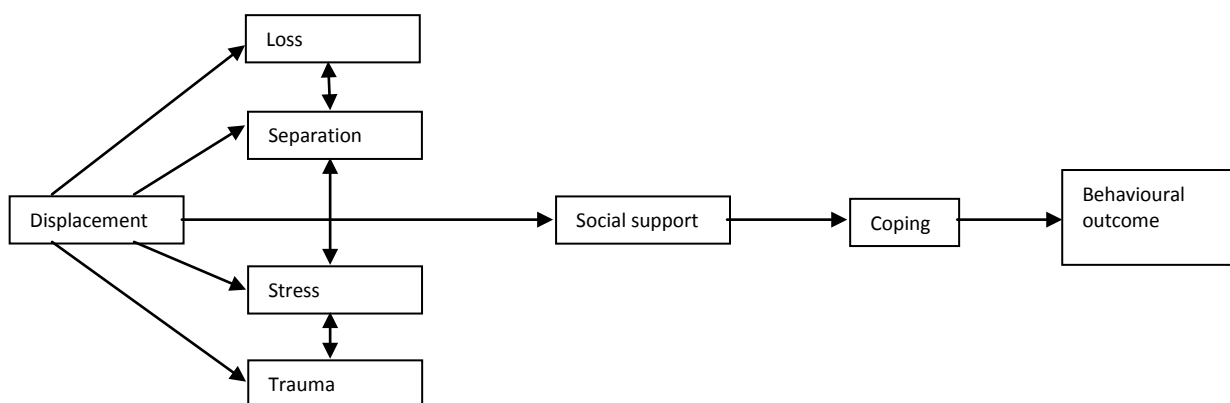 Loss
Separation
Displacement
Social support
Coping
Behavioural
outcome
Stress
Trauma